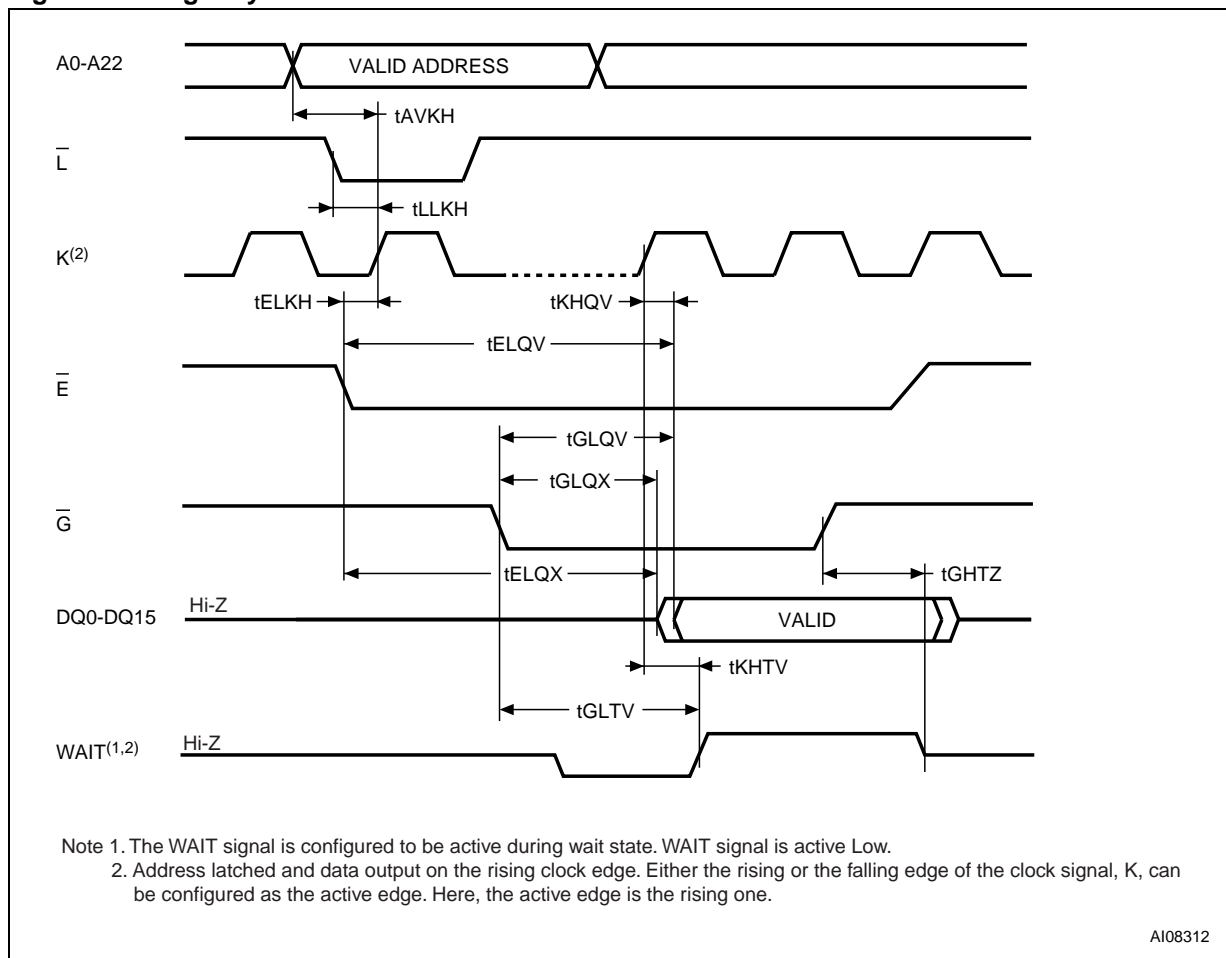 A0-A22
VALID ADDRESS
tAVKH
L̅
tLLKH
K(2)
tELKH
tKHQV
tELQV
E̅
tGLQV
tGLQX
G̅
tELQX
tGHTZ
DQ0-DQ15
Hi-Z
VALID
tKHTV
tGLTV
WAIT(1,2)
Hi-Z
Note 1. The WAIT signal is configured to be active during wait state. WAIT signal is active Low.
2. Address latched and data output on the rising clock edge. Either the rising or the falling edge of the clock signal, K, can
be configured as the active edge. Here, the active edge is the rising one.
AI08312